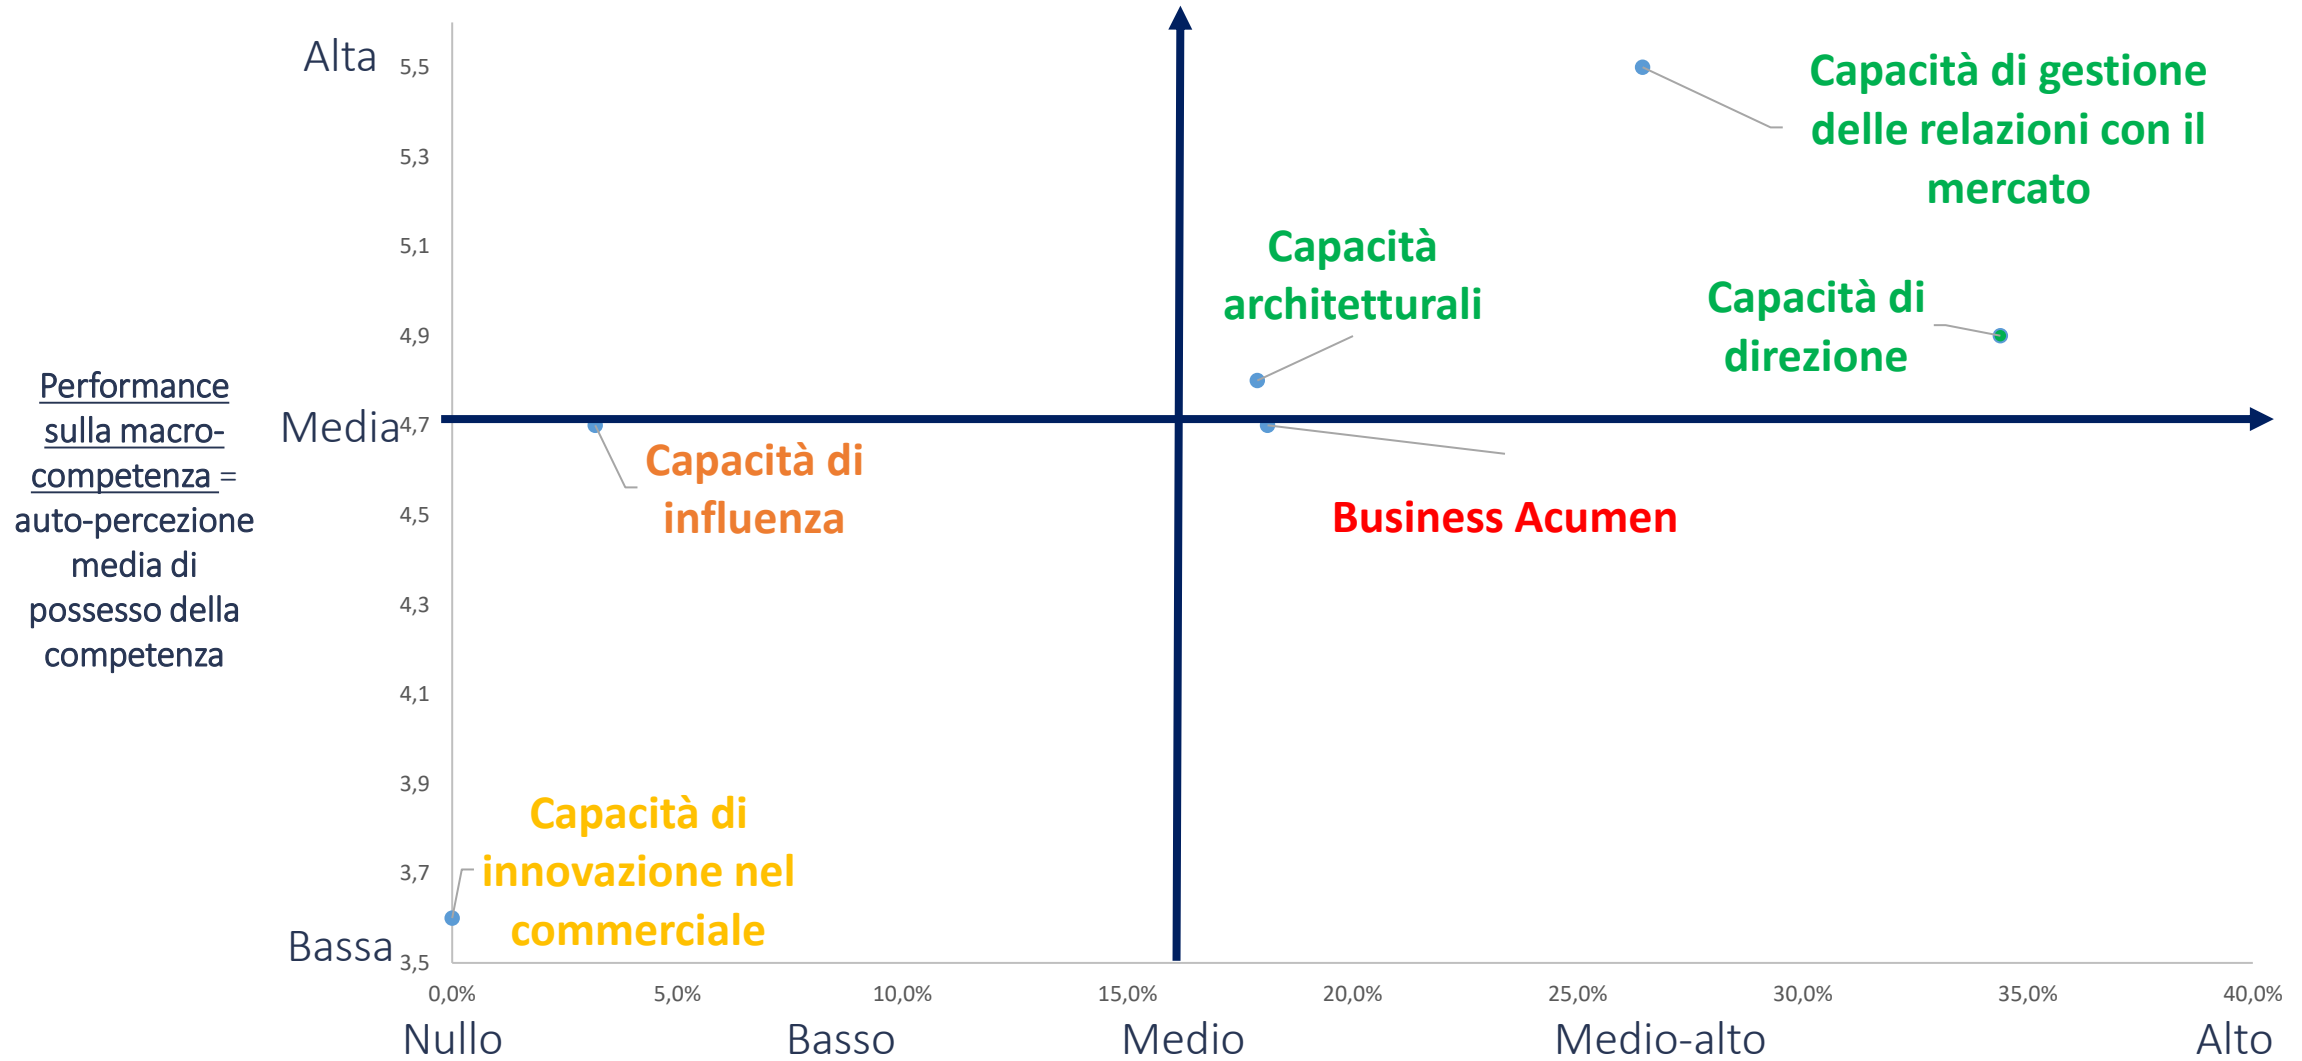 Alta
5,5
5,3
5,1
4,9
Media
4,7
4,5
4,3
4,1
3,9
3,7
Bassa
3,5
Performance
sulla macro-
competenza =
auto-percezione
media di
possesso della
competenza
Capacità di gestione
delle relazioni con il
mercato
Capacità
architetturali
Capacità di
direzione
Capacità di
influenza
Business Acumen
Capacità di
innovazione nel
commerciale
0,0% 5,0% 10,0% 15,0% 20,0% 25,0% 30,0% 35,0% 40,0%
Nullo Basso Medio Medio-alto Alto